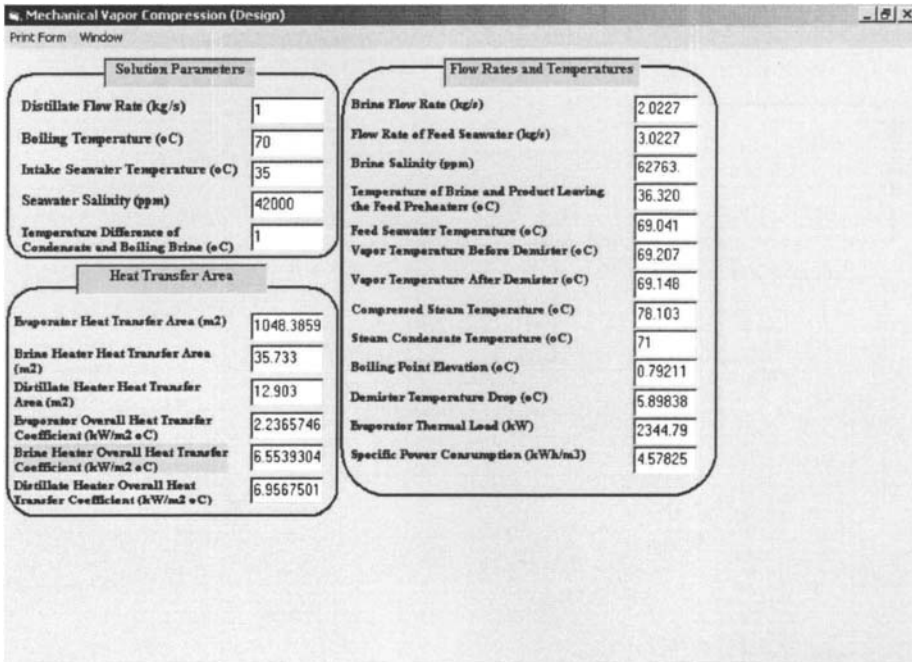 Mechanical Vapor Compression (Design)
Print Form Window
Solution Parameters
Distillate Flow Rate (kg/s) 1
Boiling Temperature (oC) 70
Intake Seawater Temperature (oC) 35
Seawater Salinity (ppm) 42000
Temperature Difference of
Condensate and Boiling Brine (oC) 1
Heat Transfer Area
Evaporator Heat Transfer Area (m2) 1048.3859
Brine Heater Heat Transfer Area
(m2) 35.733
Distillate Heater Heat Transfer
Area (m2) 12.903
Evaporator Overall Heat Transfer
Coefficient (kW/m2 oC) 2.2365746
Brine Heater Overall Heat Transfer
Coefficient (kW/m2 oC) 6.5539304
Distillate Heater Overall Heat
Transfer Coefficient (kW/m2 oC) 6.9567501
Flow Rates and Temperatures
Brine Flow Rate (kg/s) 2.0227
Flow Rate of Feed Seawater (kg/s) 3.0227
Brine Salinity (ppm) 62763.
Temperature of Brine and Product Leaving
the Feed Preheaters (oC) 36.320
Feed Seawater Temperature (oC) 69.041
Vapor Temperature Before Demister (oC) 69.207
Vapor Temperature After Demister (oC) 69.148
Compressed Steam Temperature (oC) 78.103
Steam Condensate Temperature (oC) 71
Boiling Point Elevation (oC) 0.79211
Demister Temperature Drop (oC) 5.89838
Evaporator Thermal Load (kW) 2344.79
Specific Power Consumption (kWh/m3) 4.57825